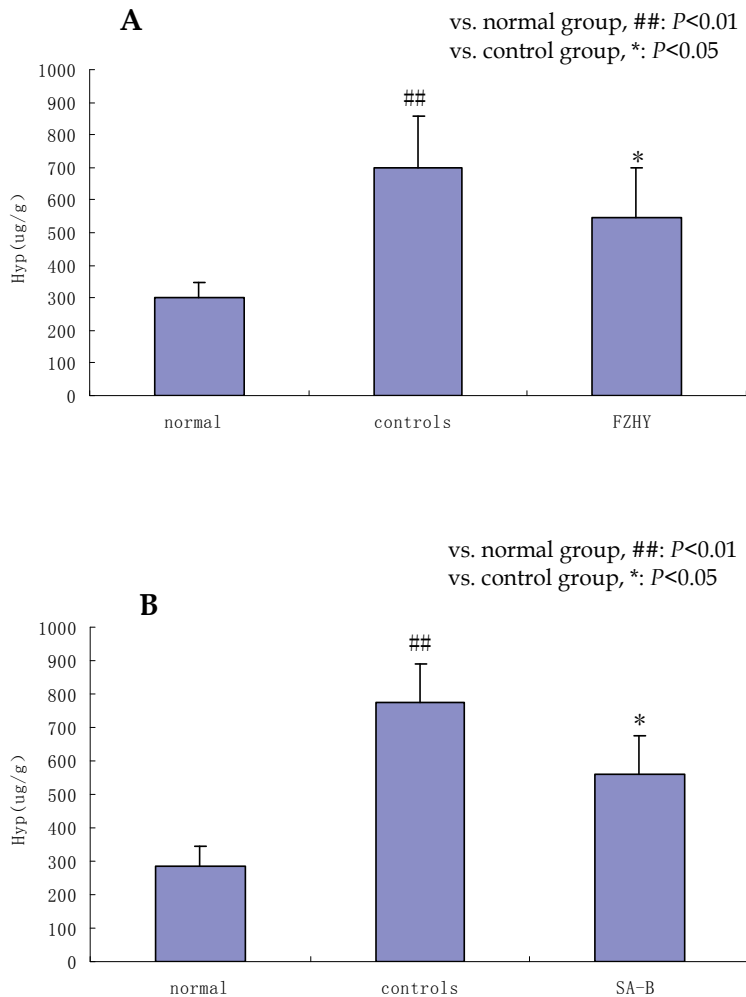 A
vs. normal group, ##: P<0.01
vs. control group, *: P<0.05
1000
900
800
700
600
500
400
300
200
100
0
Hyp(ug/g)
##
*
normal controls FZHY
vs. normal group, ##: P<0.01
vs. control group, *: P<0.05
B
1000
900
800
700
600
500
400
300
200
100
0
Hyp(ug/g)
##
*
normal controls SA-B